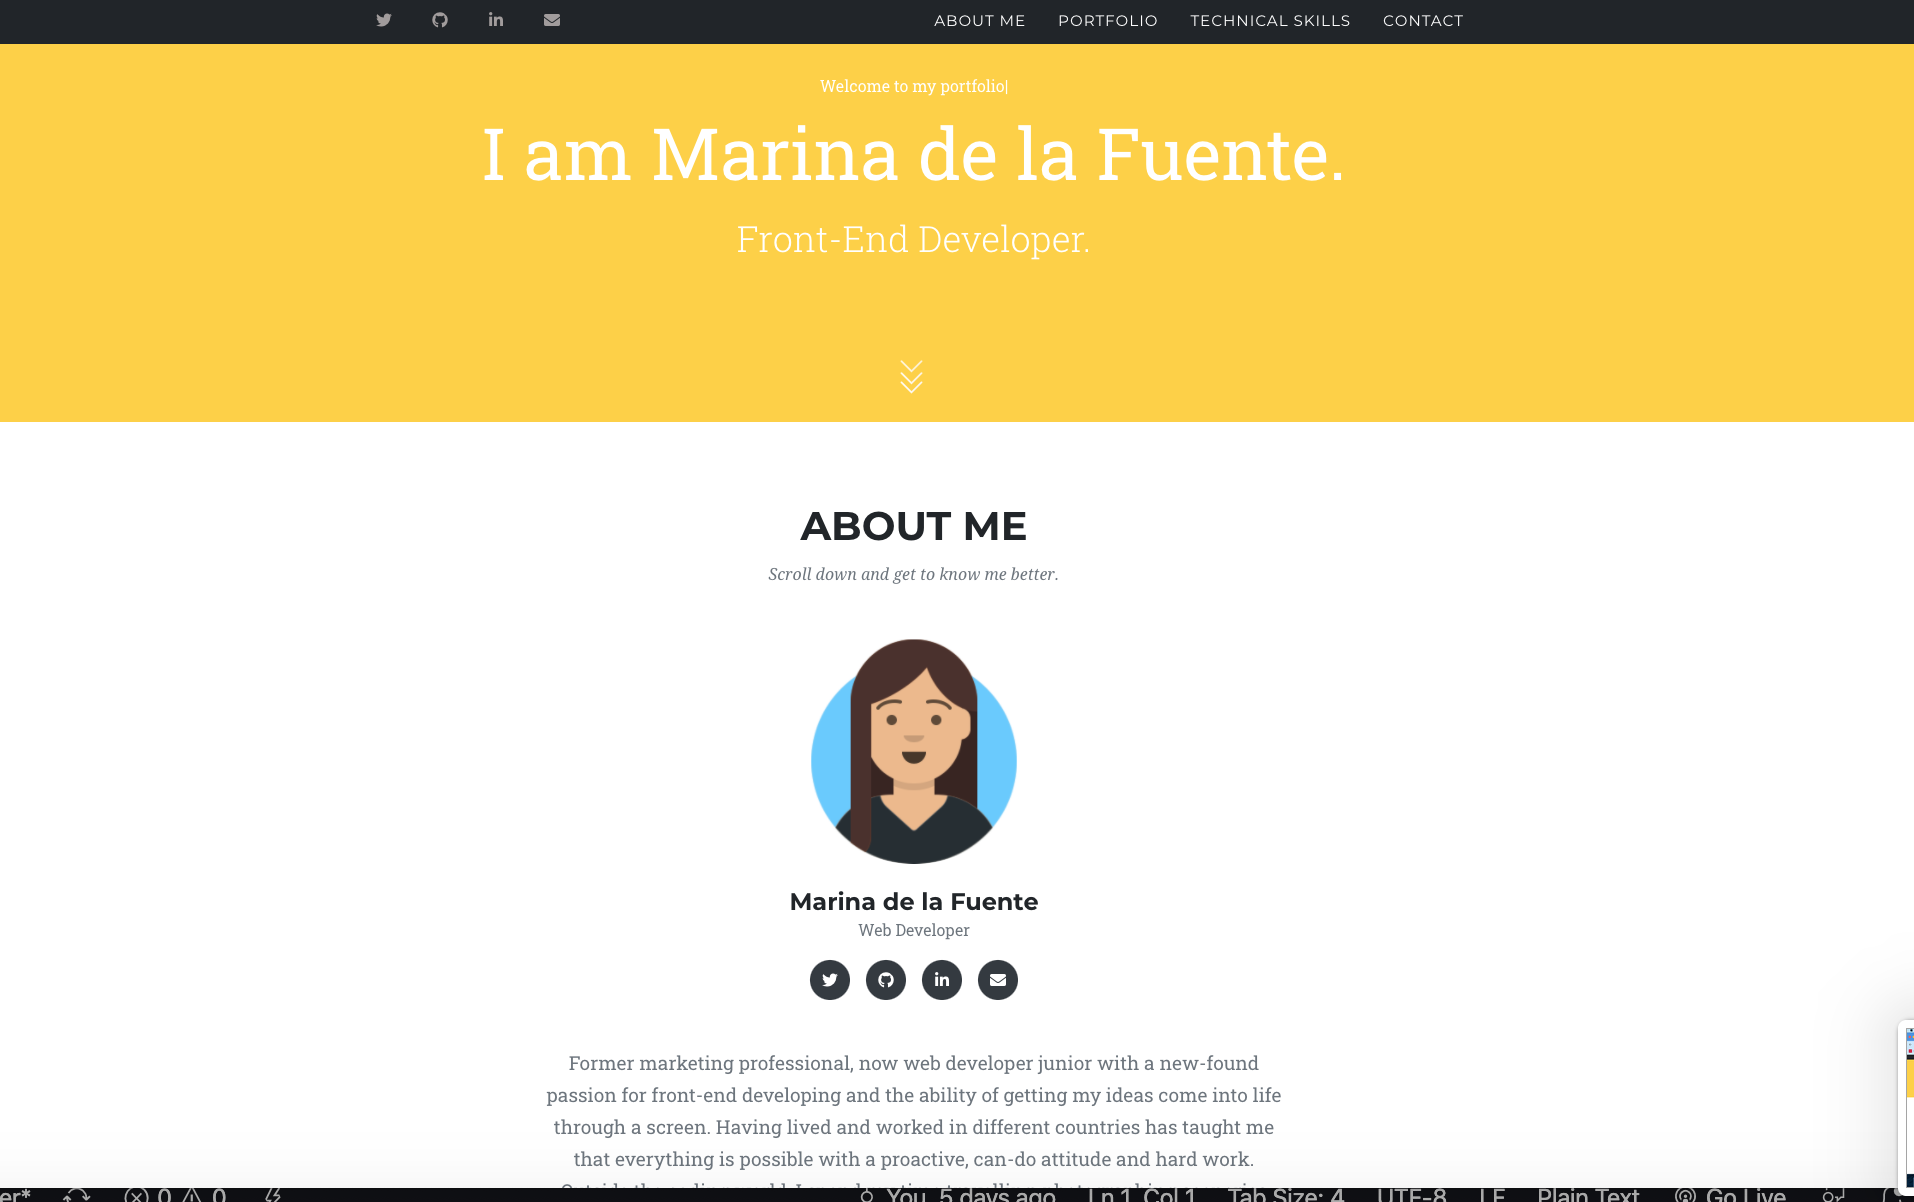 ABOUT ME PORTFOLIO TECHNICAL SKILLS CONTACT
Welcome to my portfolio|
I am Marina de la Fuente.
Front-End Developer.
ABOUT ME
Scroll down and get to know me better.
Marina de la Fuente
Web Developer
Former marketing professional, now web developer junior with a new-found
passion for front-end developing and the ability of getting my ideas come into life
through a screen. Having lived and worked in different countries has taught me
that everything is possible with a proactive, can-do attitude and hard work.
er* 0 0 You, 5 days ago Ln 1, Col 1 Tab Size: 4 UTF-8 LF Plain Text Go Live